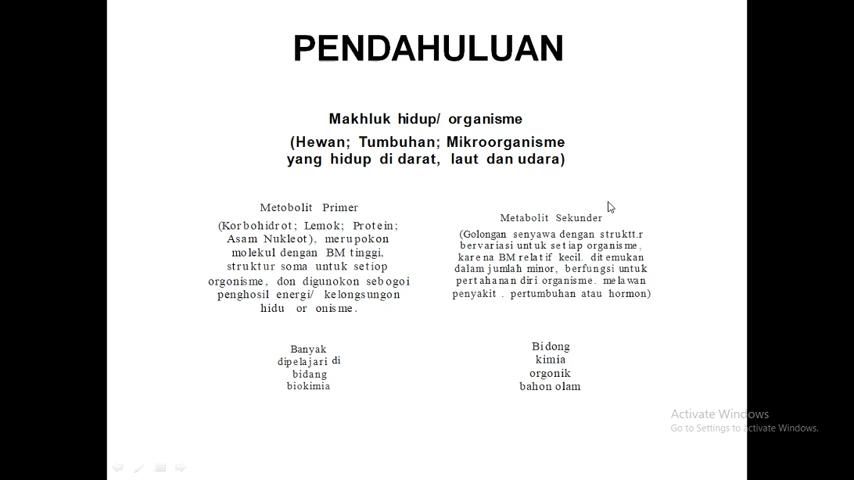 PENDAHULUAN
Makhluk hidup/ organisme
(Hewan; Tumbuhan; Mikroorganisme
yang hidup di darat, laut dan udara)
Metobolit Primer
(Korbohidrot; Lemok; Protein;
Asam Nukleot), merupokon
molekul dengan BM tinggi,
struktur soma untuk setiop
orgonisme, don digunokon sebogoi
penghosil energi/ kelongsungon
hidu or onisme.
Metabolit Sekunder
(Golongan senyawa dengan struktt.r
bervariasi untuk setiap organisme,
karena BM relatif kecil. ditemukan
dalam jumlah minor, berfungsi untuk
pertahanan diri organisme. melawan
penyakit . pertumbuhan atau hormon)
Banyak
dipelajari di
bidang
biokimia
Bidong
kimia
orgonik
bahon olam
Activate Windows
Go to Settings to activate Windows.